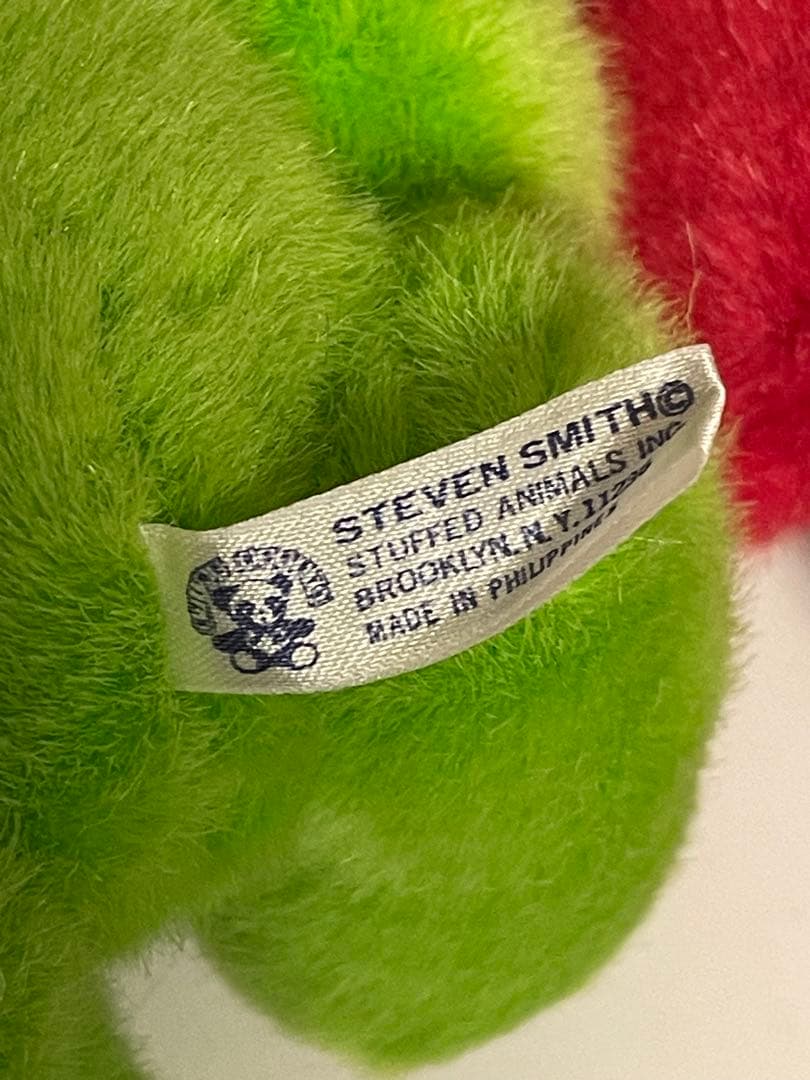 STEVEN SMITH©
STUFFED ANIMALS INC
BROOKLYN, N.Y.
MADE IN PHILIPPINES